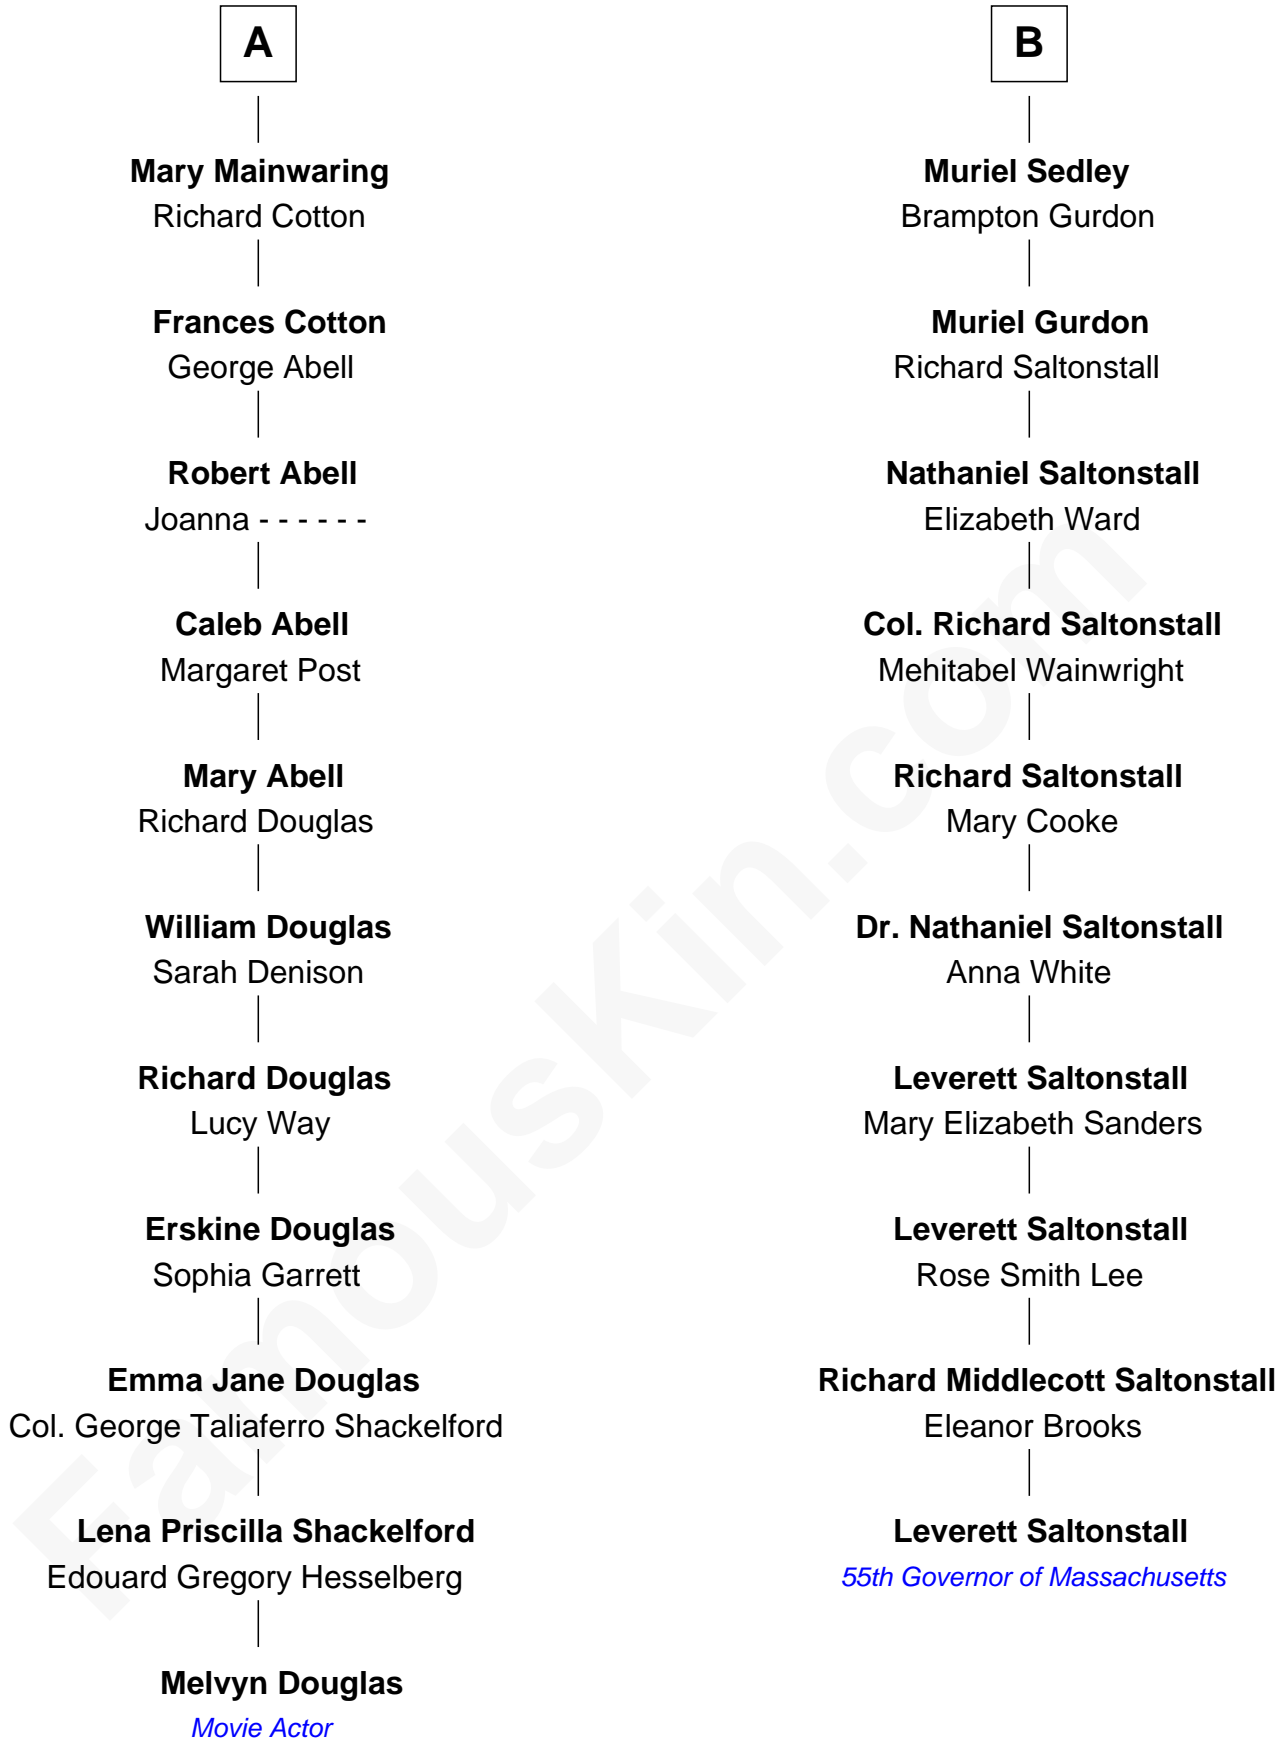 A
Mary Mainwaring
Richard Cotton
Frances Cotton
George Abell
Robert Abell
Joanna - - - - - -
Caleb Abell
Margaret Post
Mary Abell
Richard Douglas
William Douglas
Sarah Denison
Richard Douglas
Lucy Way
Erskine Douglas
Sophia Garrett
Emma Jane Douglas
Col. George Taliaferro Shackelford
Lena Priscilla Shackelford
Edouard Gregory Hesselberg
Melvyn Douglas
Movie Actor
B
Muriel Sedley
Brampton Gurdon
Muriel Gurdon
Richard Saltonstall
Nathaniel Saltonstall
Elizabeth Ward
Col. Richard Saltonstall
Mehitabel Wainwright
Richard Saltonstall
Mary Cooke
Dr. Nathaniel Saltonstall
Anna White
Leverett Saltonstall
Mary Elizabeth Sanders
Leverett Saltonstall
Rose Smith Lee
Richard Middlecott Saltonstall
Eleanor Brooks
Leverett Saltonstall
55th Governor of Massachusetts
FamousKin.com